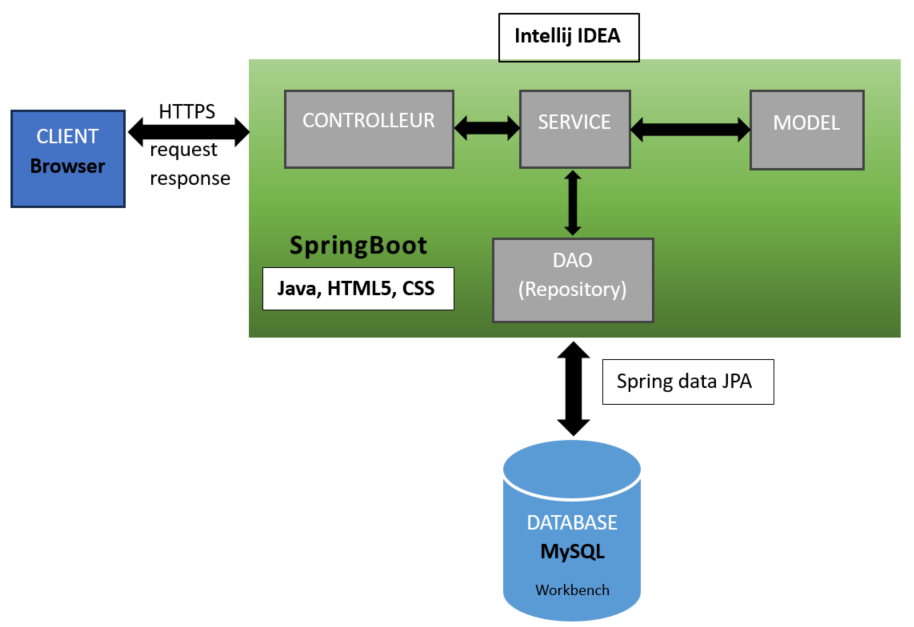 Intellij IDEA
HTTPS
request
response
CLIENT
Browser
CONTROLLEUR
SERVICE
MODEL
SpringBoot
Java, HTML5, CSS
DAO
(Repository)
Spring data JPA
DATABASE
MySQL
Workbench